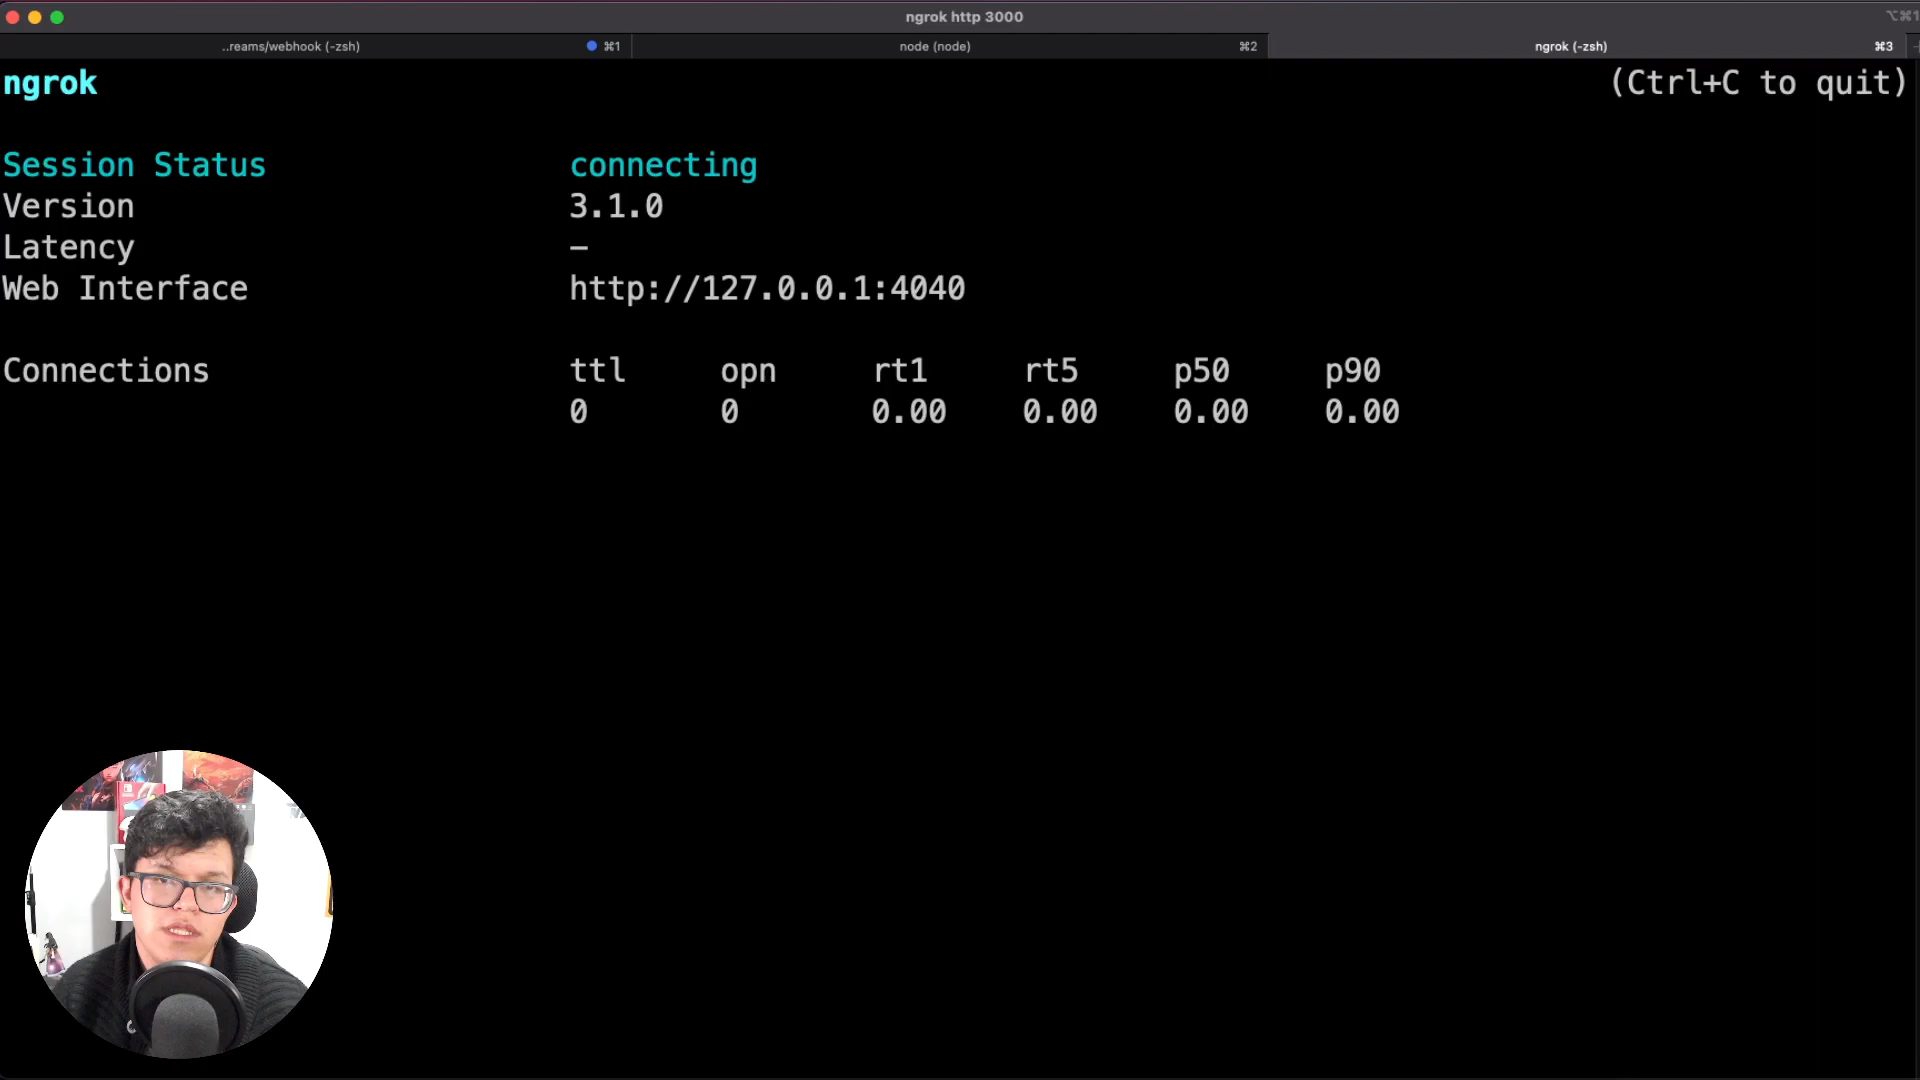 ngrok http 3000
⌥⌘1
..reams/webhook (-zsh) ⌘1
node (node) ⌘2
ngrok (-zsh) ⌘3
ngrok (Ctrl+C to quit)
Session Status connecting
Version 3.1.0
Latency –
Web Interface http://127.0.0.1:4040
Connections ttl opn rt1 rt5 p50 p90
0 0 0.00 0.00 0.00 0.00